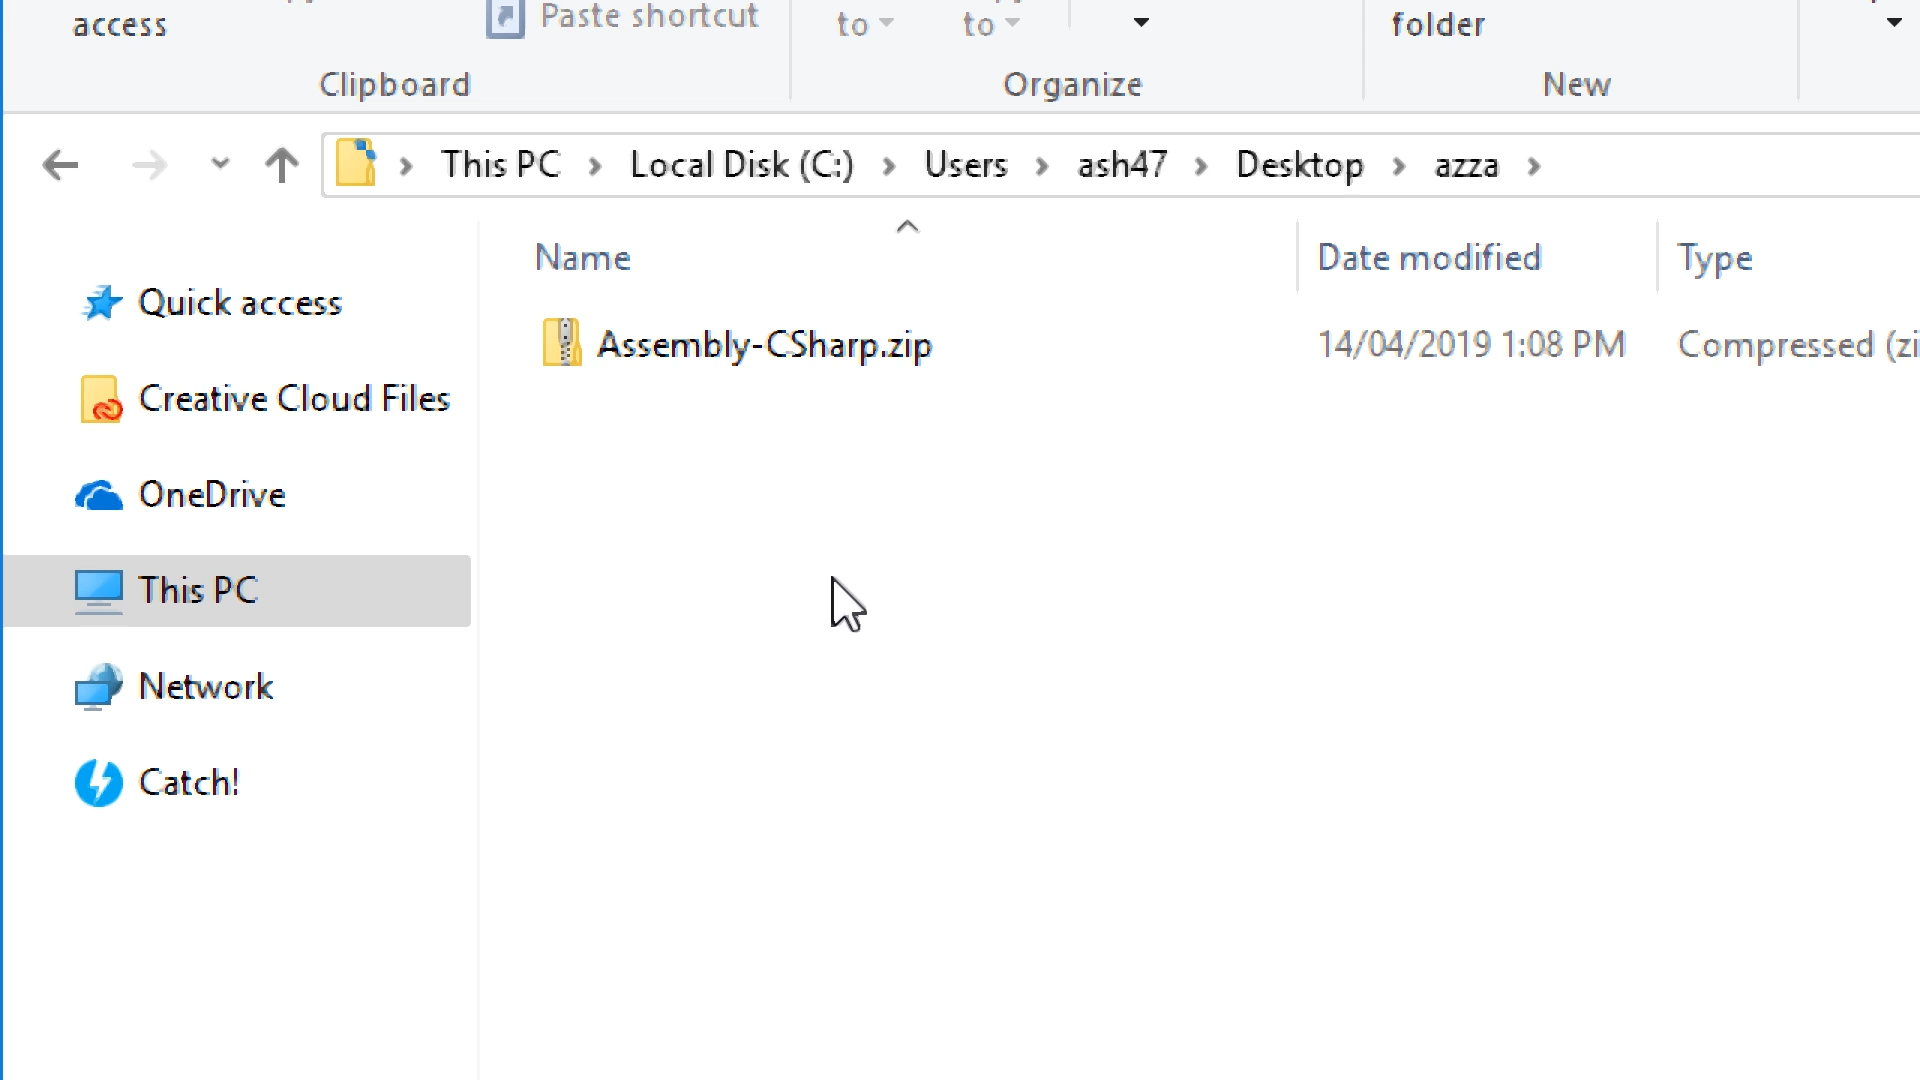 access
Paste shortcut
to
to
folder
Clipboard
Organize
New
This PC
Local Disk (C:)
Users
ash47
Desktop
azza
Name
Date modified
Type
Quick access
Assembly-CSharp.zip
14/04/2019 1:08 PM
Compressed (zi
Creative Cloud Files
OneDrive
This PC
Network
Catch!